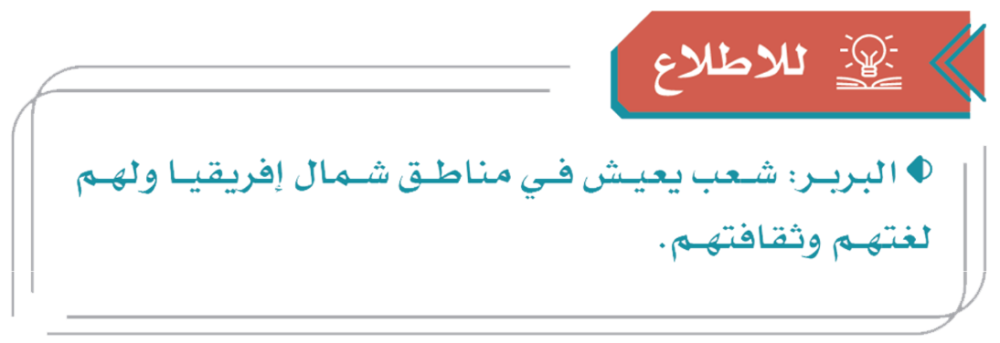 للاطلاع
البربر: شعب يعيش في مناطق شمال إفريقيا ولهم
لغتهم وثقافتهم.